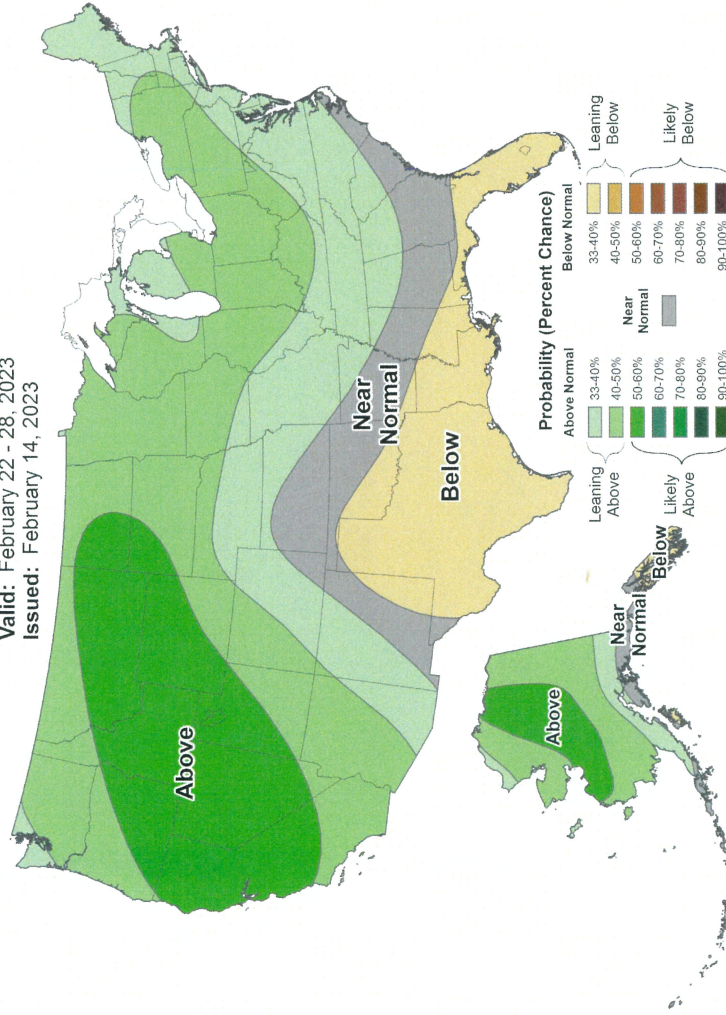 Valid: February 22 - 28, 2023
Issued: February 14, 2023
Above
Near
Normal
Below
Above
Near
Normal
Below
Probability (Percent Chance)
Above Normal
Below Normal
Leaning
Above
33-40%
40-50%
50-60%
60-70%
70-80%
80-90%
90-100%
Likely
Above
Near
Normal
33-40%
40-50%
50-60%
60-70%
70-80%
80-90%
90-100%
Leaning
Below
Likely
Below